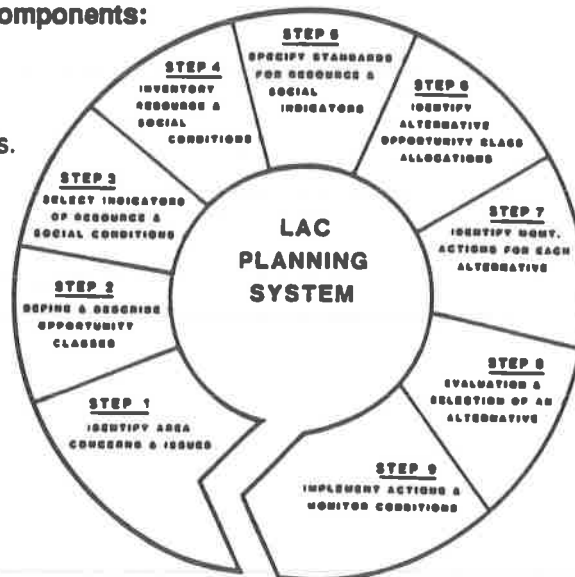 omponents:
s.
LAC
PLANNING
SYSTEM
STEP 1
IDENTIFY AREA
CONCERNS & ISSUES
STEP 2
DEFINE & DESCRIBE
OPPORTUNITY
CLASSES
STEP 3
SELECT INDICATORS
OF RESOURCE &
SOCIAL CONDITIONS
STEP 4
INVENTORY
RESOURCE &
SOCIAL
CONDITIONS
STEP 5
SPECIFY STANDARDS
FOR RESOURCE &
SOCIAL
INDICATORS
STEP 6
IDENTIFY
ALTERNATIVE
OPPORTUNITY CLASS
ALLOCATIONS
STEP 7
IDENTIFY MGMT.
ACTIONS FOR EACH
ALTERNATIVE
STEP 8
EVALUATION &
SELECTION OF AN
ALTERNATIVE
STEP 9
IMPLEMENT ACTIONS &
MONITOR CONDITIONS